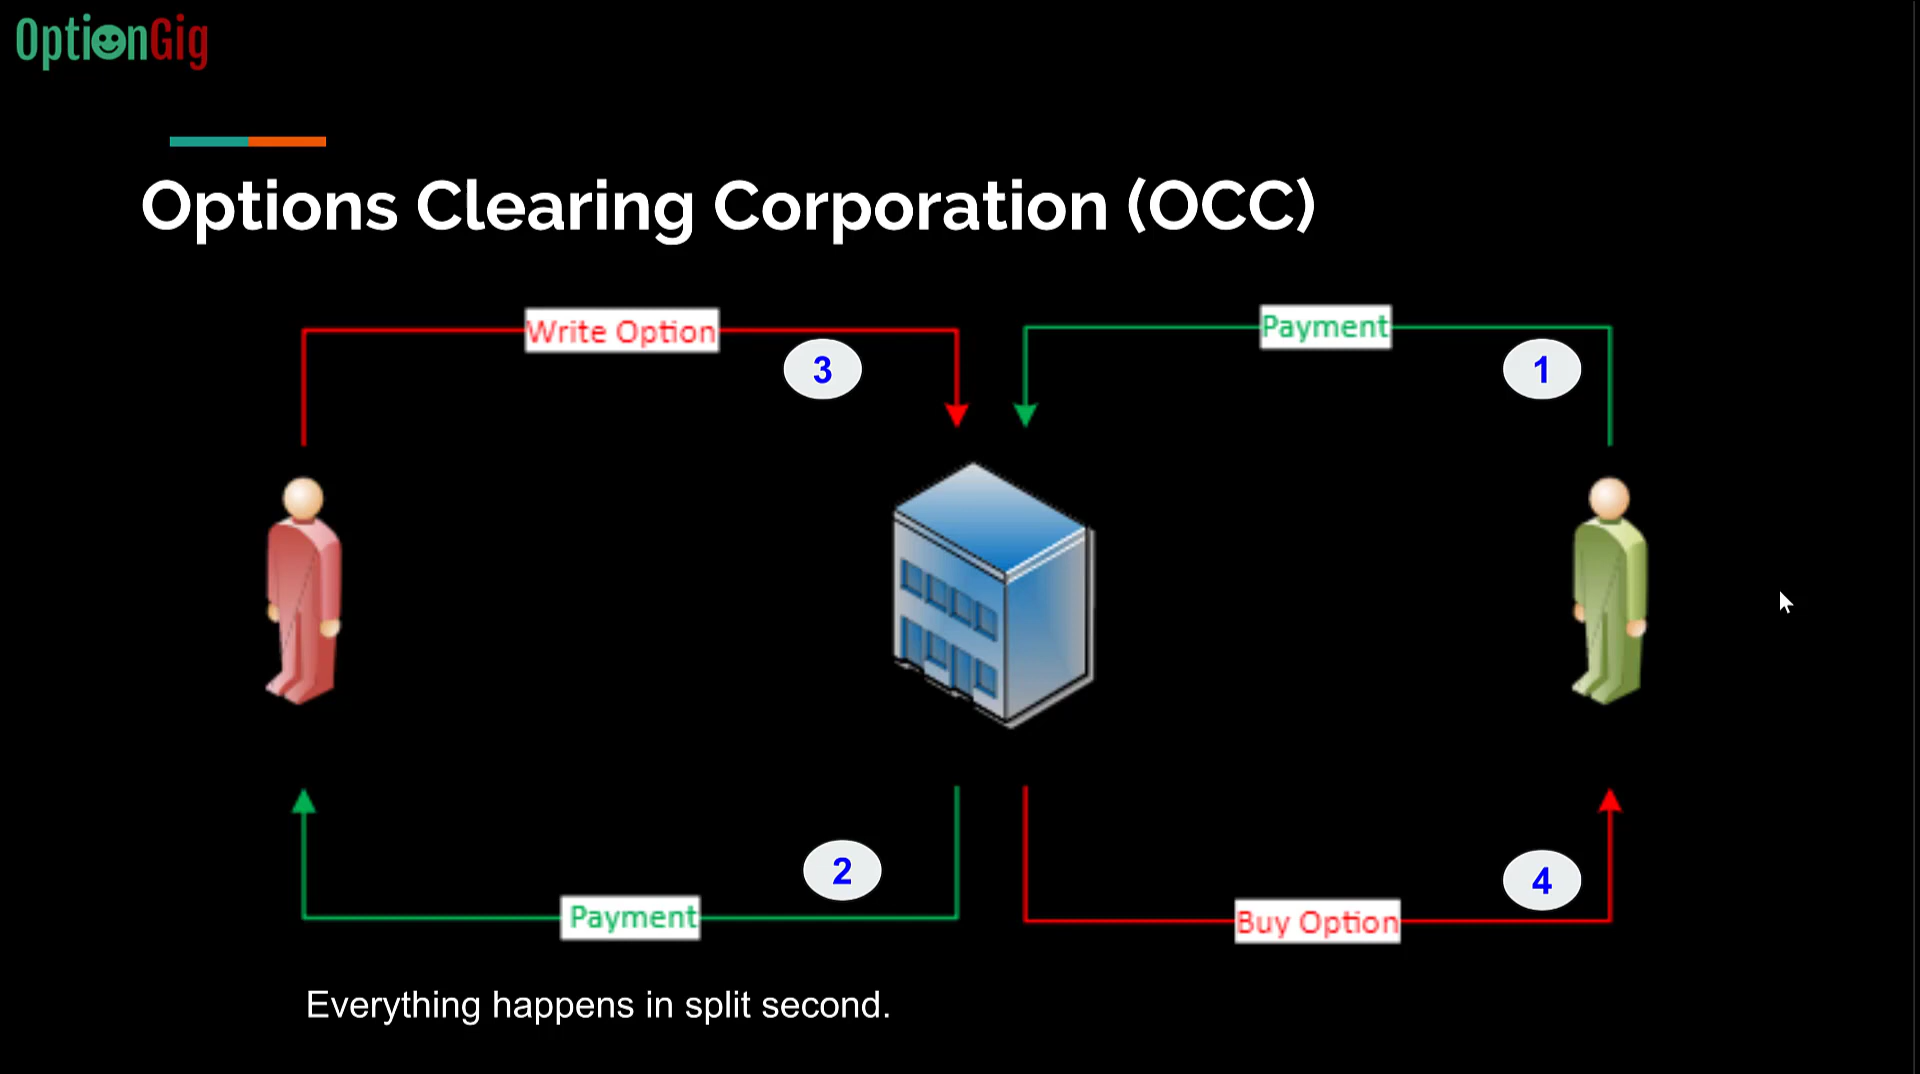 OptionGig
Options Clearing Corporation (OCC)
Write Option
Payment
3
1
2
4
Payment
Buy Option
Everything happens in split second.